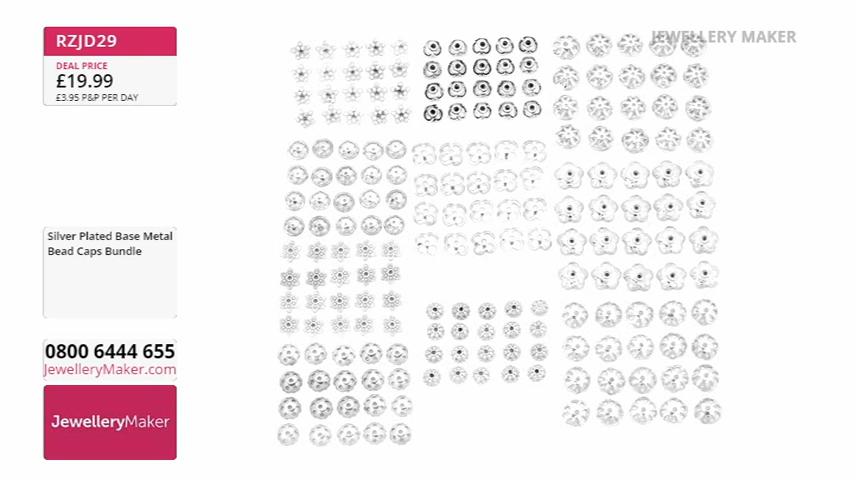 RZJD29
DEAL PRICE
£19.99
£3.95 P&P PER DAY
JEWELLERY MAKER
Silver Plated Base Metal
Bead Caps Bundle
0800 6444 655
JewelleryMaker.com
JewelleryMaker